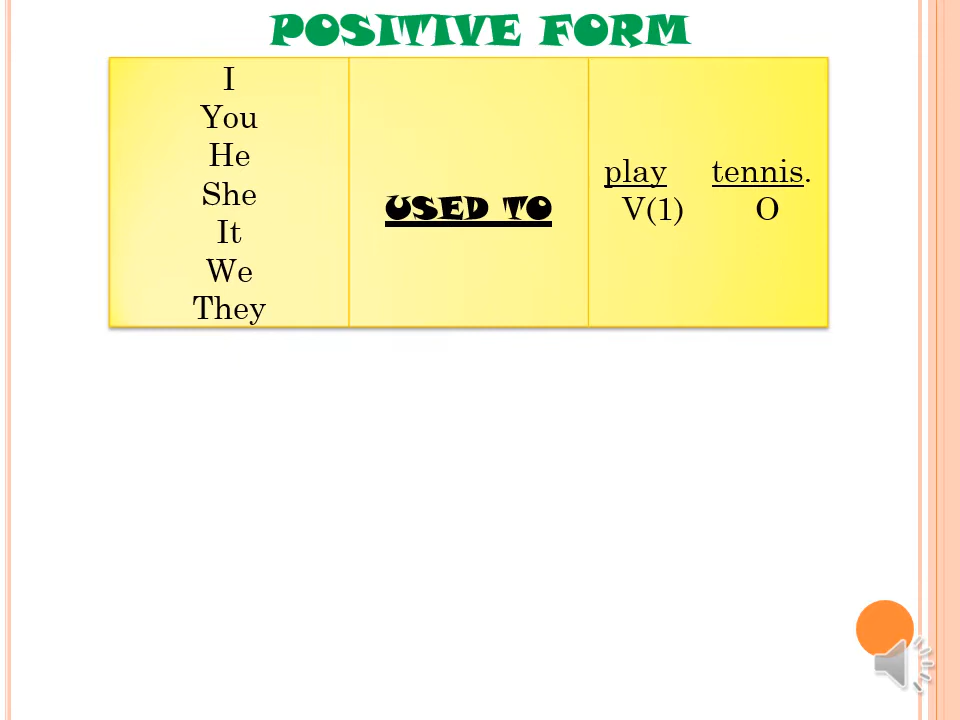 POSITIVE FORM
I
You
He
She
It
We
They
USED TO
play tennis.
V(1) O